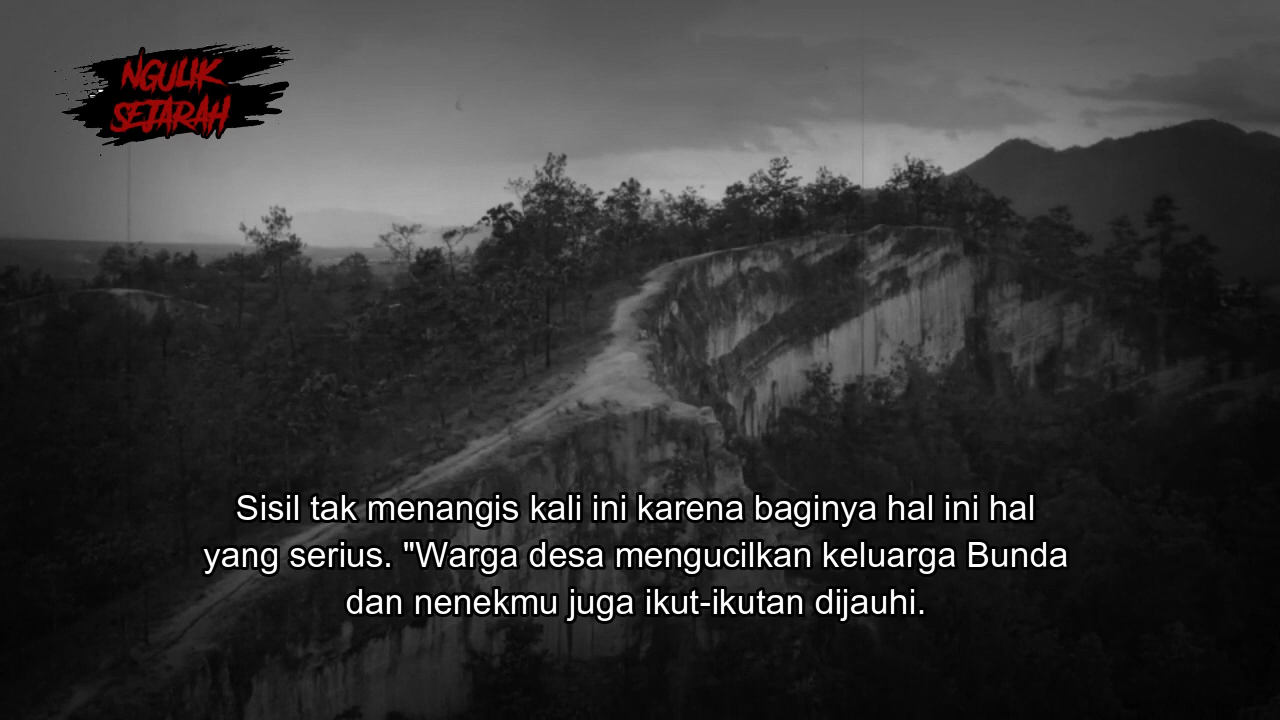 NGULIK
SEJARAH
Sisil tak menangis kali ini karena baginya hal ini hal
yang serius. "Warga desa mengucilkan keluarga Bunda
dan nenekmu juga ikut-ikutan dijauhi.